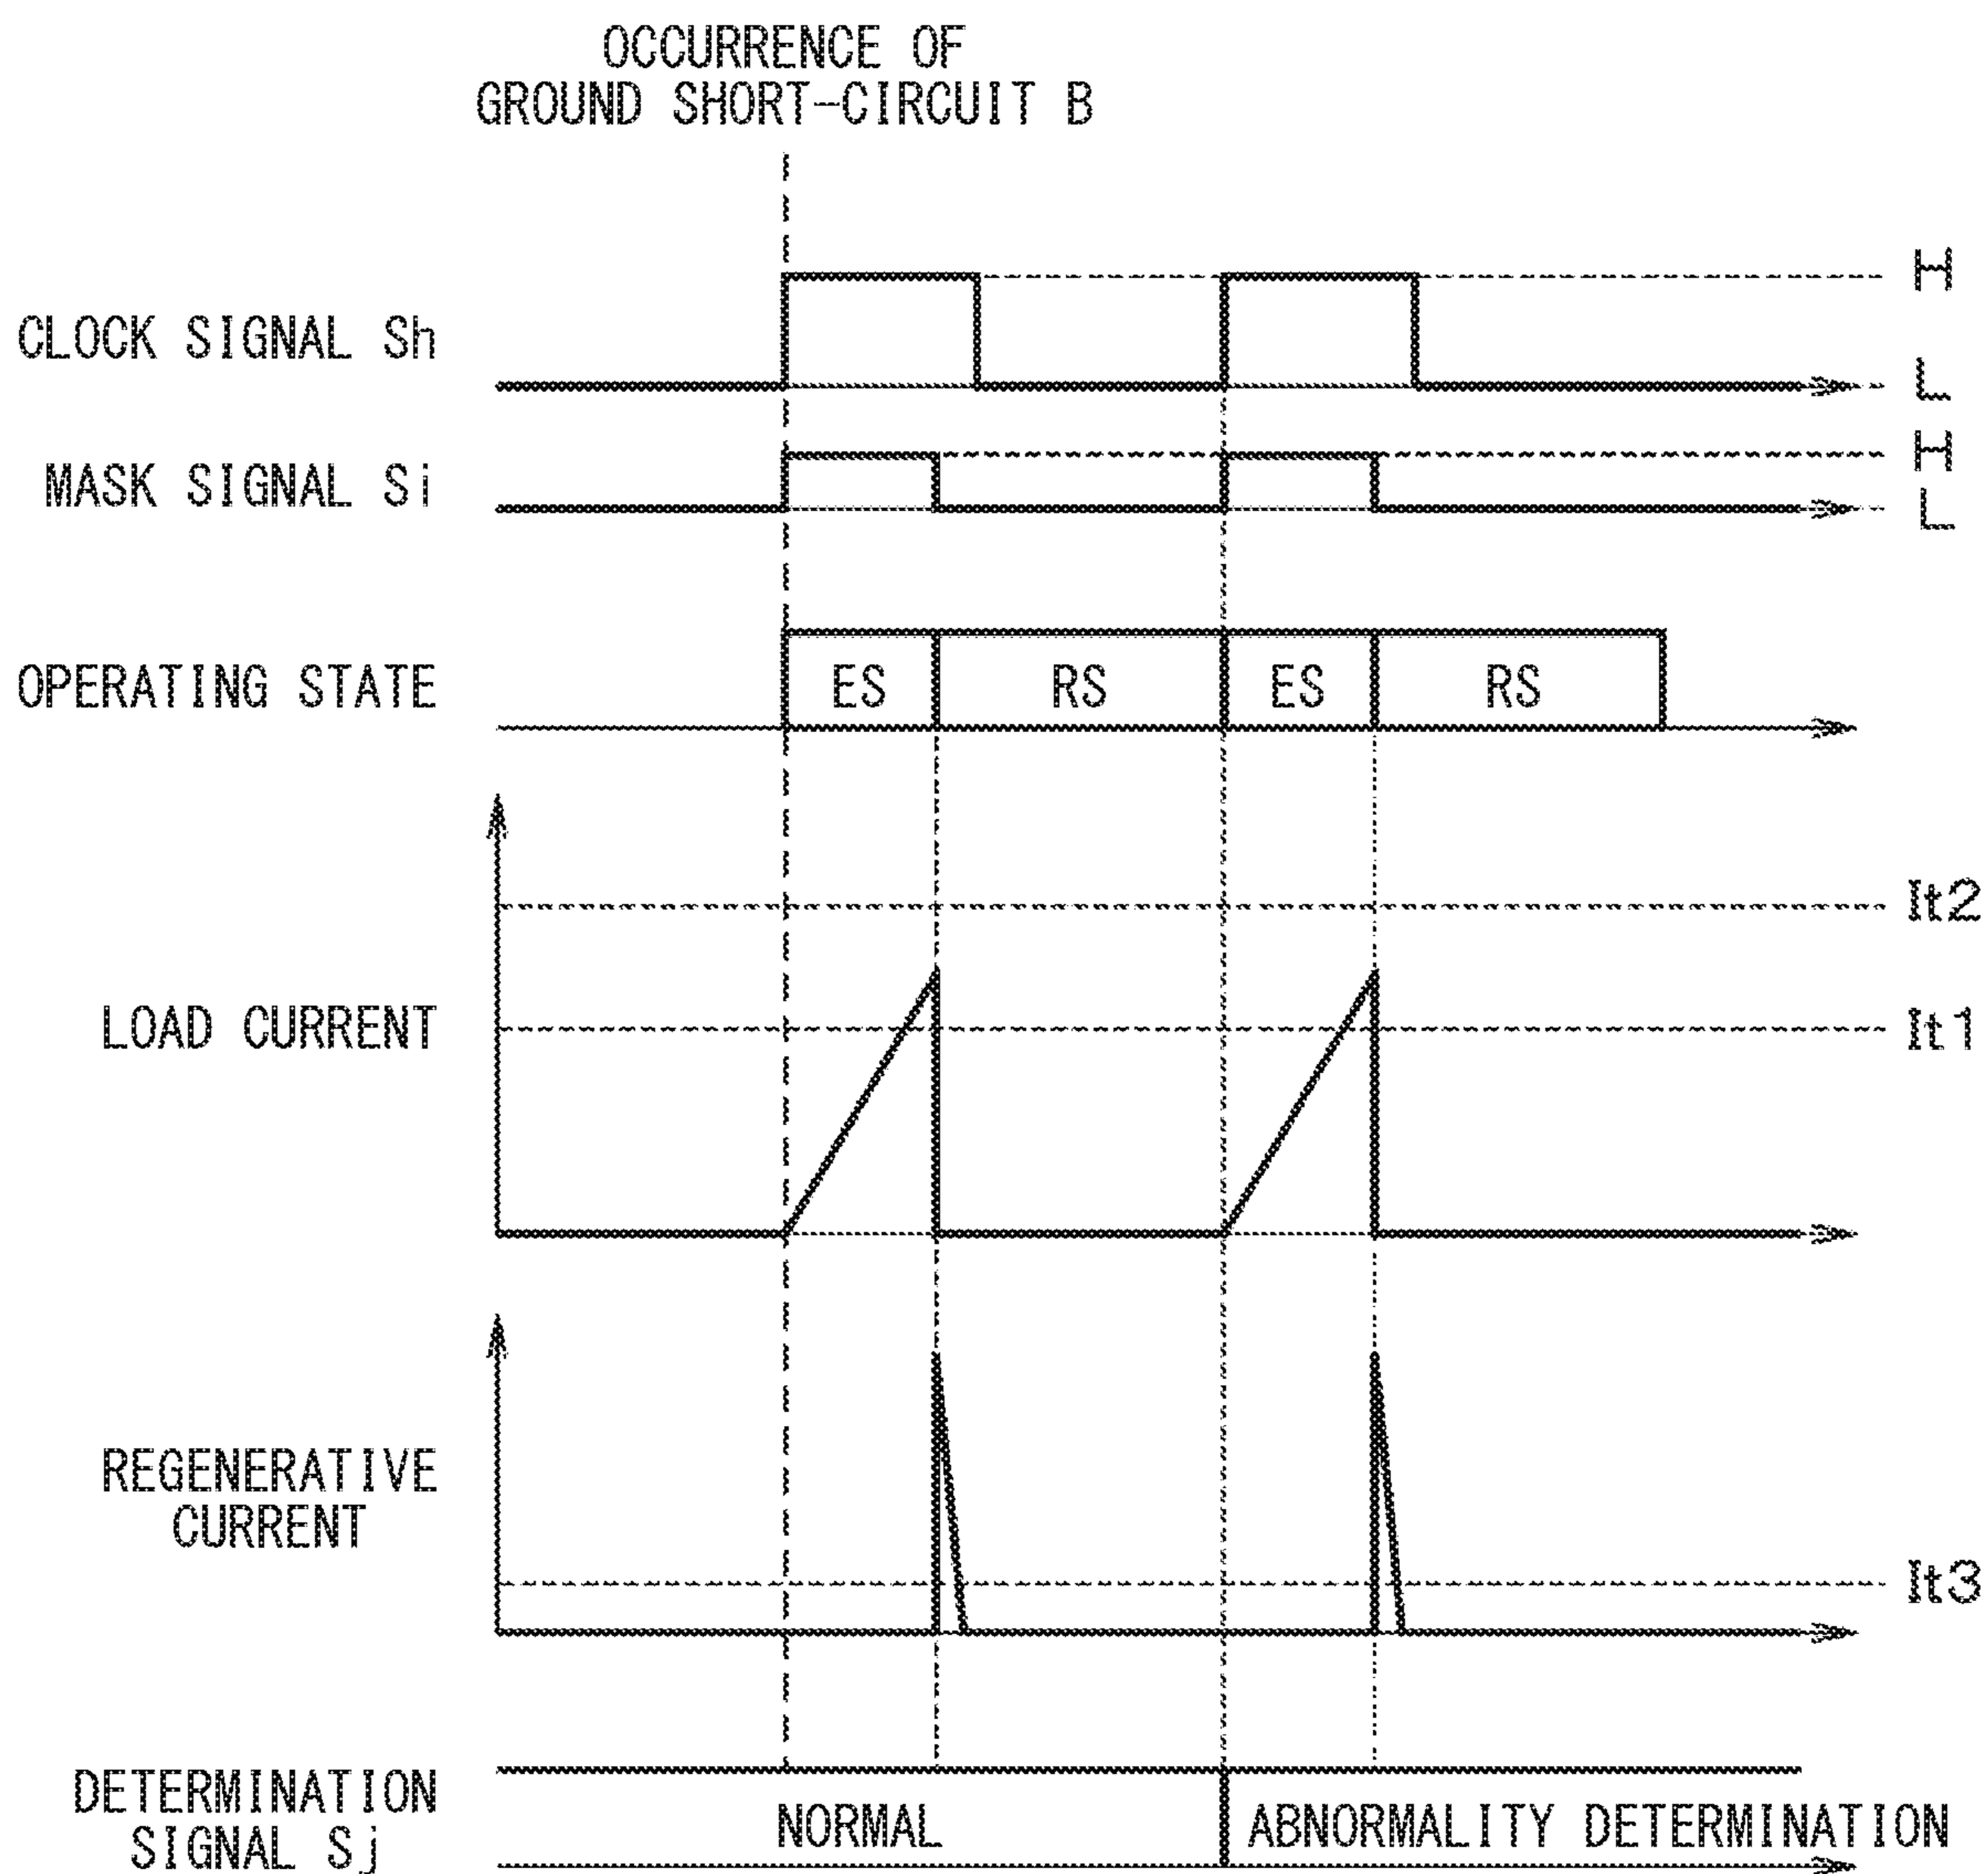 OCCURRENCE OF
GROUND SHORT-CIRCUIT B
CLOCK SIGNAL Sh
H
L
MASK SIGNAL Si
H
L
OPERATING STATE
ES
RS
ES
RS
It2
LOAD CURRENT
It1
REGENERATIVE
CURRENT
It3
DETERMINATION
SIGNAL Sj
NORMAL
ABNORMALITY DETERMINATION